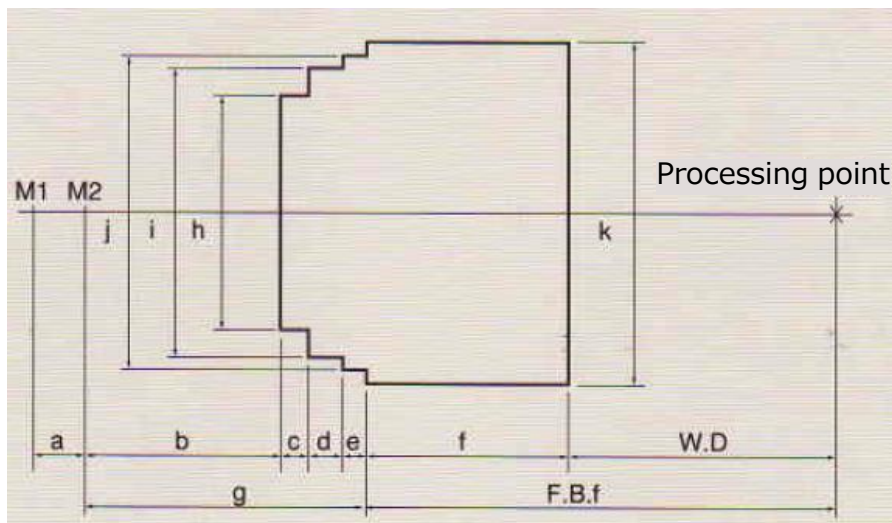 Processing point
M1 M2
j i h k
a b c d e f W.D
g F.B.f